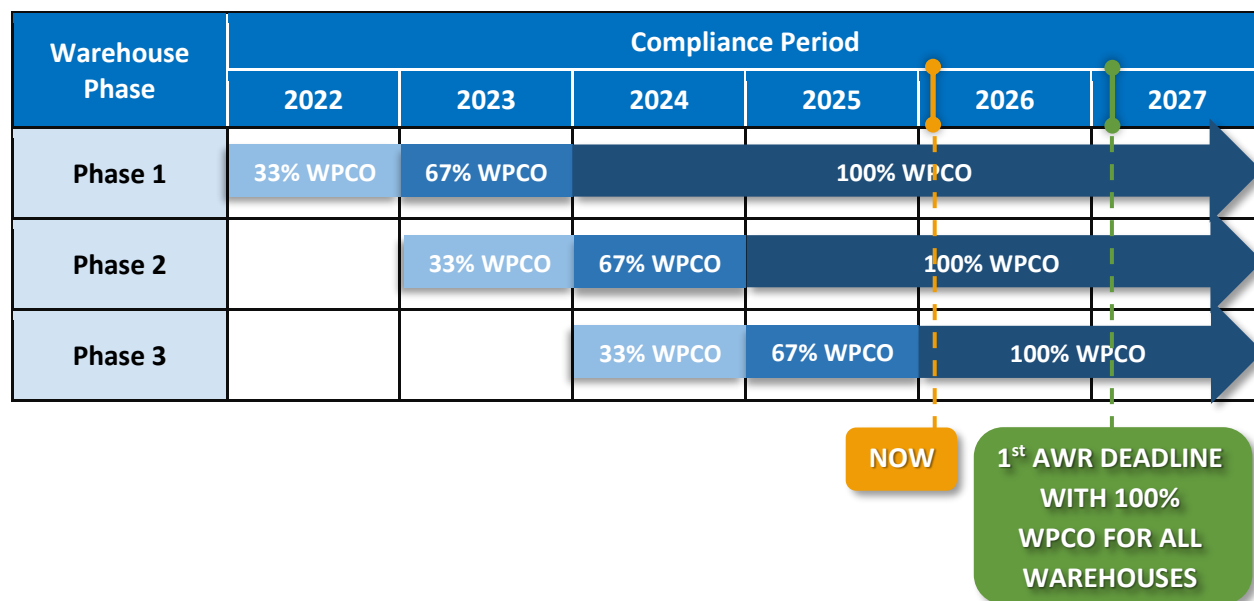 Warehouse
Phase
Compliance Period
2022
2023
2024
2025
2026
2027
Phase 1
33% WPCO
67% WPCO
100% WPCO
Phase 2
33% WPCO
67% WPCO
100% WPCO
Phase 3
33% WPCO
67% WPCO
100% WPCO
NOW
1st AWR DEADLINE
WITH 100%
WPCO FOR ALL
WAREHOUSES